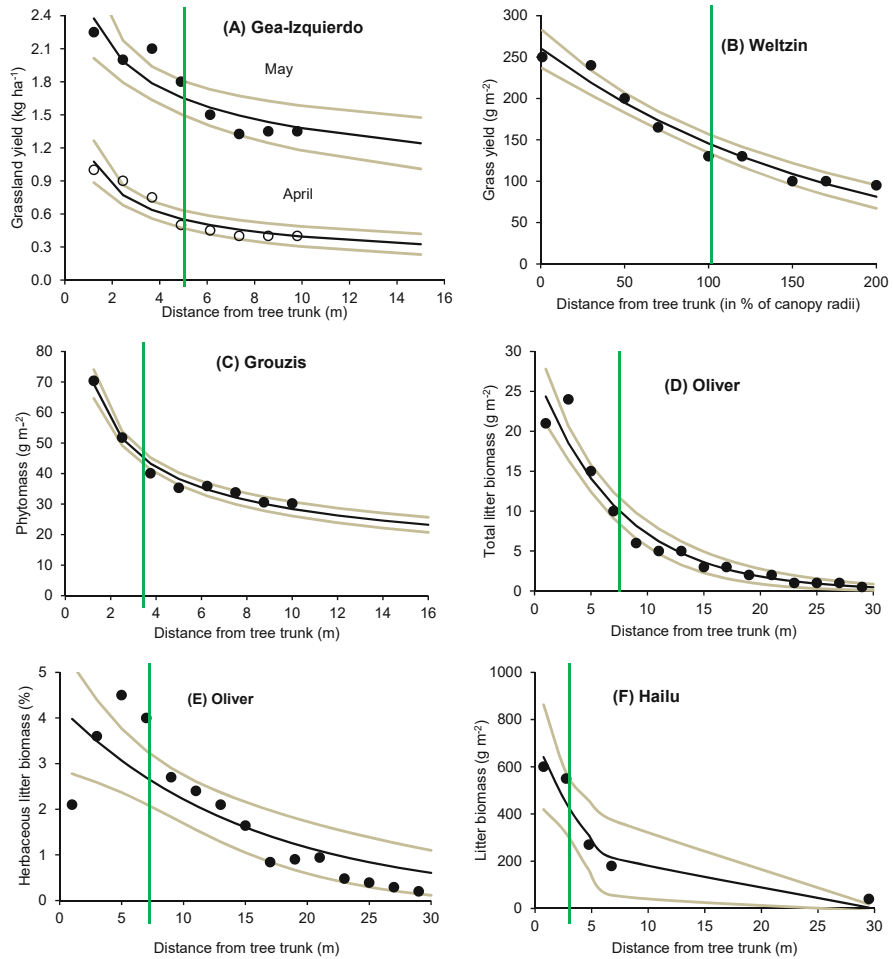 (A) Gea-Izquierdo
Grassland yield (kg ha⁻¹)
2.4
2.1
1.8
1.5
1.2
0.9
0.6
0.3
0.0
May
April
0 2 4 6 8 10 12 14 16
Distance from tree trunk (m)
(B) Weltzin
Grass yield (g m⁻²)
300
250
200
150
100
50
0
0 50 100 150 200
Distance from tree trunk (in % of canopy radii)
(C) Grouzis
Phytomass (g m⁻²)
80
70
60
50
40
30
20
10
0
0 2 4 6 8 10 12 14 16
Distance from tree trunk (m)
(D) Oliver
Total litter biomass (g m⁻²)
30
25
20
15
10
5
0
0 5 10 15 20 25 30
Distance from tree trunk (m)
(E) Oliver
Herbaceous litter biomass (%)
5
4
3
2
1
0
0 5 10 15 20 25 30
Distance from tree trunk (m)
(F) Hailu
Litter biomass (g m⁻²)
1000
800
600
400
200
0
0 5 10 15 20 25 30
Distance from tree trunk (m)